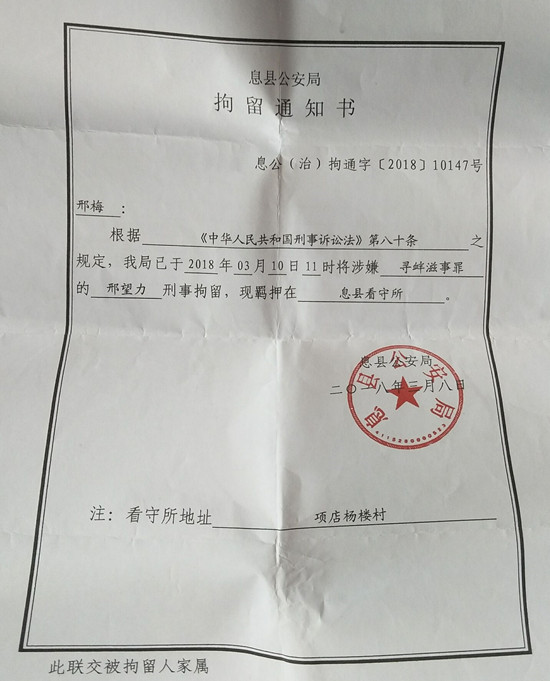 息县公安局
拘留通知书
息公（治）拘通字〔2018〕10147号
邢梅：
根据《中华人民共和国刑事诉讼法》第八十条之
规定，我局已于2018年03月10日11时将涉嫌寻衅滋事罪
的邢望力刑事拘留，现羁押在息县看守所。
息县公安局
二〇一八年三月八日
息县公安局
注：看守所地址项店杨楼村
此联交被拘留人家属